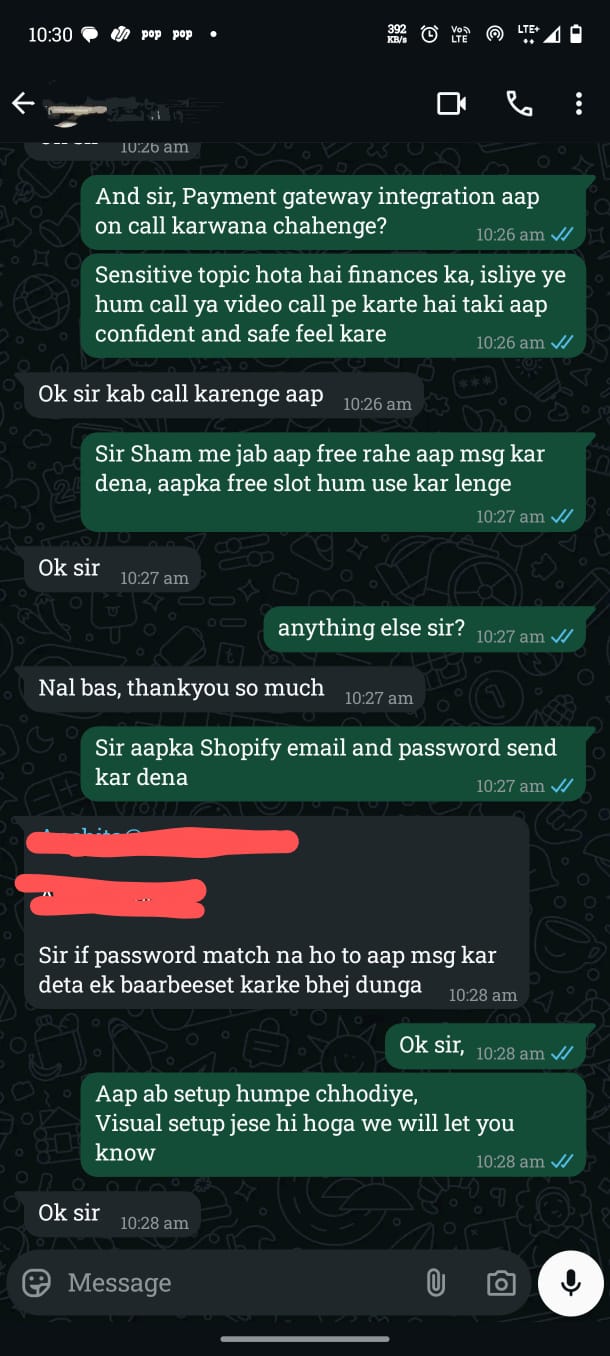 10:30
pop pop
392
KB/s
Vo))
LTE
LTE+
10:26 am
And sir, Payment gateway integration aap
on call karwana chahenge?
10:26 am
Sensitive topic hota hai finances ka, isliye ye
hum call ya video call pe karte hai taki aap
confident and safe feel kare
10:26 am
Ok sir kab call karenge aap
10:26 am
Sir Sham me jab aap free rahe aap msg kar
dena, aapka free slot hum use kar lenge
10:27 am
Ok sir
10:27 am
anything else sir?
10:27 am
Nal bas, thankyou so much
10:27 am
Sir aapka Shopify email and password send
kar dena
10:27 am
Sir if password match na ho to aap msg kar
deta ek baarbeeset karke bhej dunga
10:28 am
Ok sir,
10:28 am
Aap ab setup humpe chhodiye,
Visual setup jese hi hoga we will let you
know
10:28 am
Ok sir
10:28 am
Message